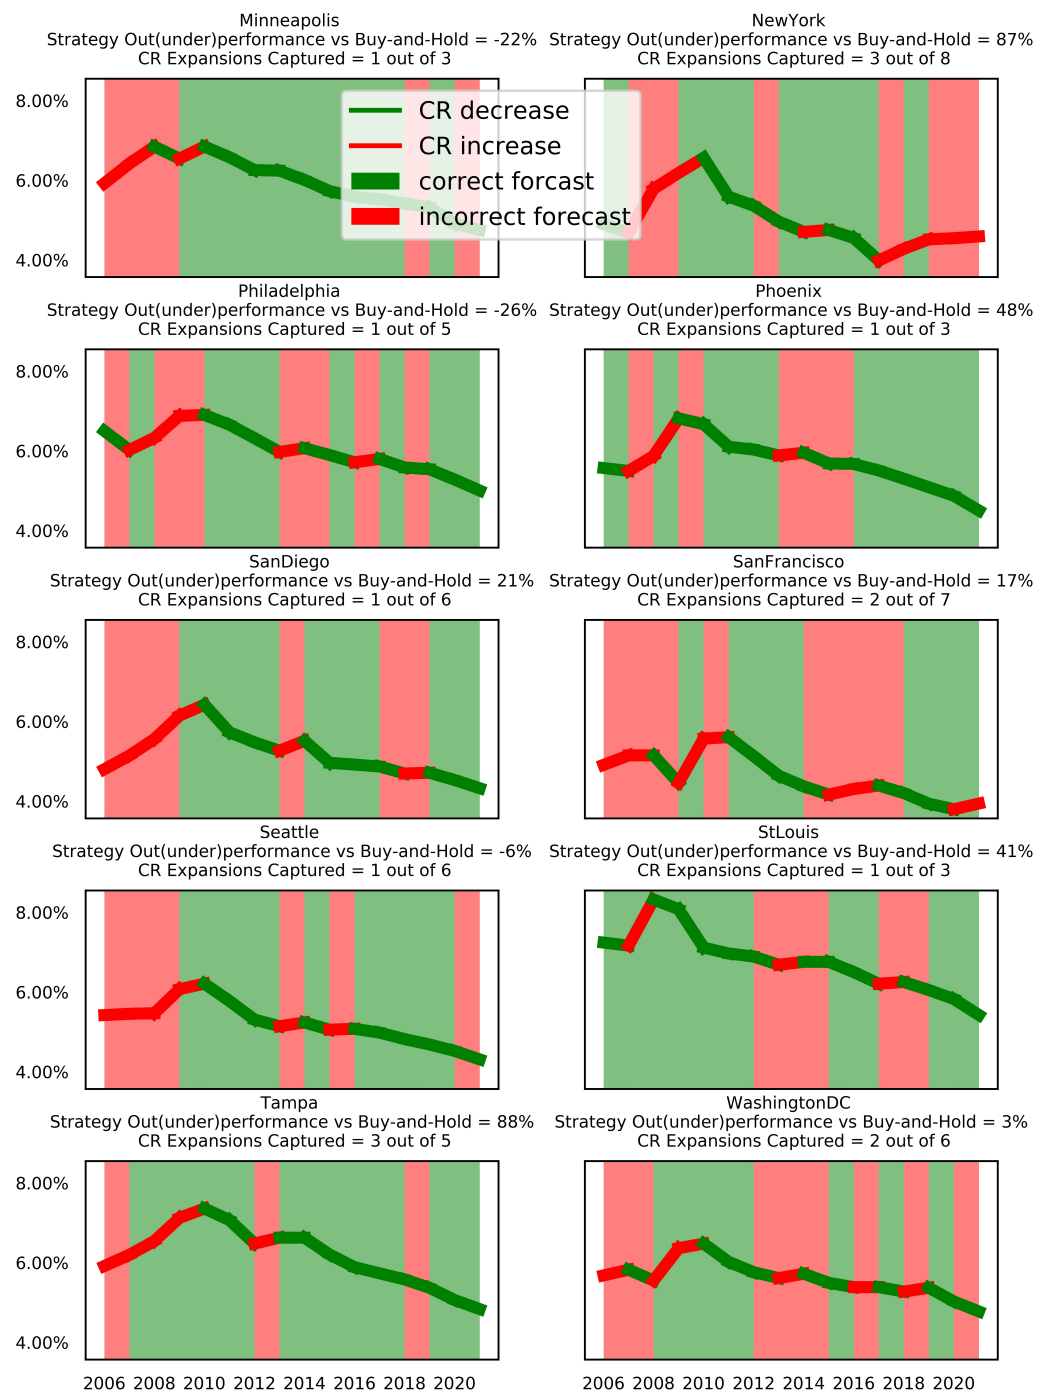 Minneapolis
Strategy Out(under)performance vs Buy-and-Hold = -22%
CR Expansions Captured = 1 out of 3
NewYork
Strategy Out(under)performance vs Buy-and-Hold = 87%
CR Expansions Captured = 3 out of 8
8.00%
6.00%
4.00%
CR decrease
CR increase
correct forcast
incorrect forecast
Philadelphia
Strategy Out(under)performance vs Buy-and-Hold = -26%
CR Expansions Captured = 1 out of 5
Phoenix
Strategy Out(under)performance vs Buy-and-Hold = 48%
CR Expansions Captured = 1 out of 3
8.00%
6.00%
4.00%
SanDiego
Strategy Out(under)performance vs Buy-and-Hold = 21%
CR Expansions Captured = 1 out of 6
SanFrancisco
Strategy Out(under)performance vs Buy-and-Hold = 17%
CR Expansions Captured = 2 out of 7
8.00%
6.00%
4.00%
Seattle
Strategy Out(under)performance vs Buy-and-Hold = -6%
CR Expansions Captured = 1 out of 6
StLouis
Strategy Out(under)performance vs Buy-and-Hold = 41%
CR Expansions Captured = 1 out of 3
8.00%
6.00%
4.00%
Tampa
Strategy Out(under)performance vs Buy-and-Hold = 88%
CR Expansions Captured = 3 out of 5
WashingtonDC
Strategy Out(under)performance vs Buy-and-Hold = 3%
CR Expansions Captured = 2 out of 6
8.00%
6.00%
4.00%
2006 2008 2010 2012 2014 2016 2018 2020
2006 2008 2010 2012 2014 2016 2018 2020